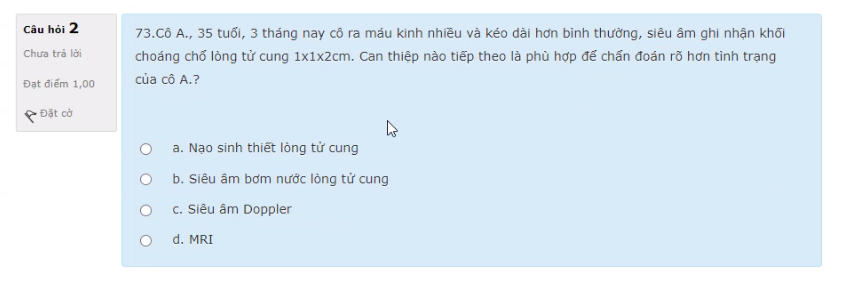 Câu hỏi 2
Chưa trả lời
Đạt điểm 1,00
Đặt cờ
73.Cô A., 35 tuổi, 3 tháng nay cô ra máu kinh nhiều và kéo dài hơn bình thường, siêu âm ghi nhận khối
choáng chổ lòng tử cung 1x1x2cm. Can thiệp nào tiếp theo là phù hợp để chẩn đoán rõ hơn tình trạng
của cô A.?
a. Nạo sinh thiết lòng tử cung
b. Siêu âm bơm nước lòng tử cung
c. Siêu âm Doppler
d. MRI